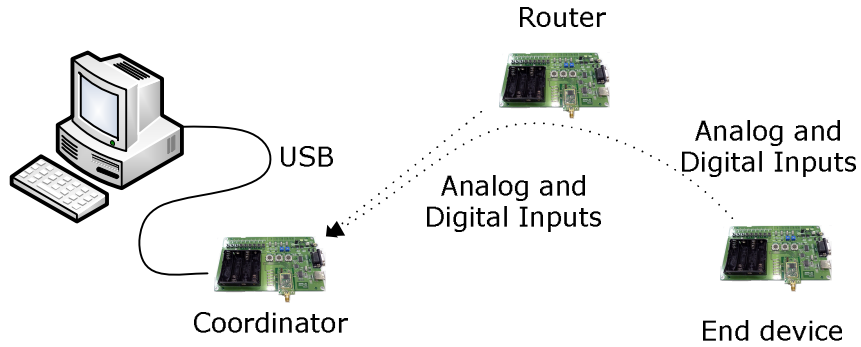 Router
Analog and
Digital Inputs
USB
Analog and
Digital Inputs
Coordinator
End device